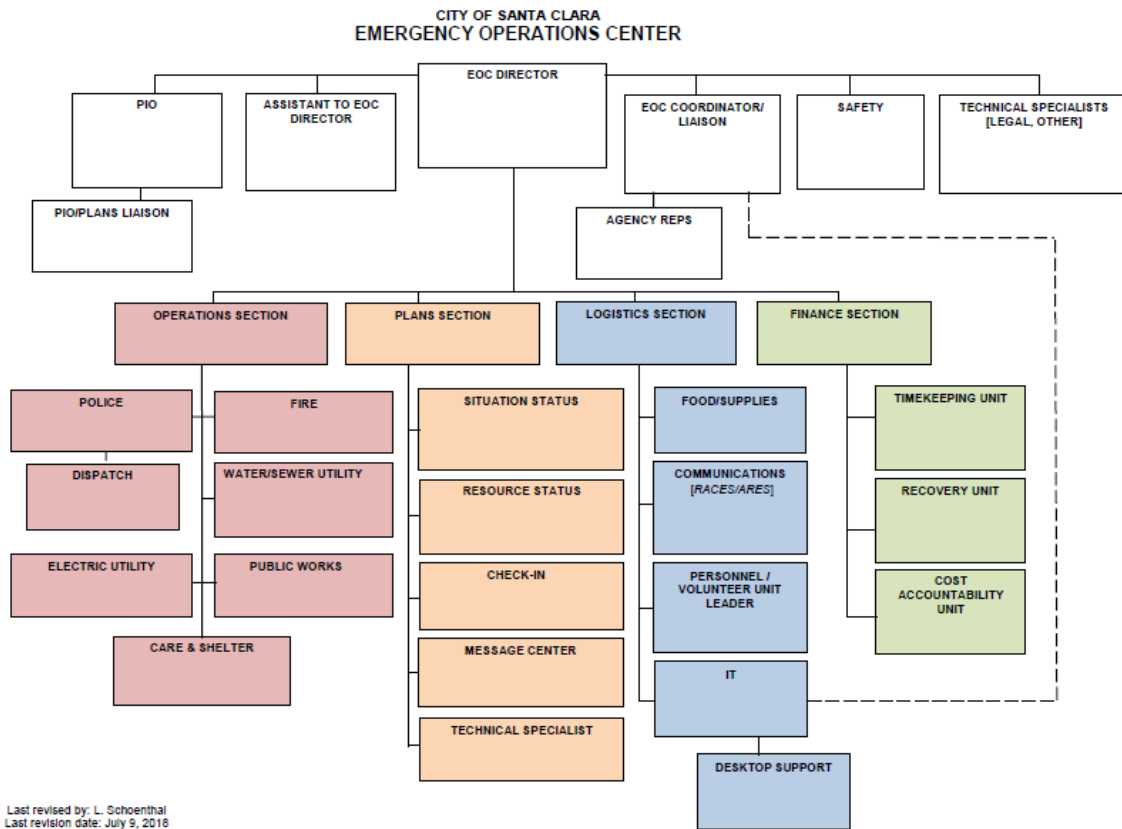 CITY OF SANTA CLARA
EMERGENCY OPERATIONS CENTER
EOC DIRECTOR
PIO
ASSISTANT TO EOC
DIRECTOR
EOC COORDINATOR/
LIAISON
SAFETY
TECHNICAL SPECIALISTS
[LEGAL, OTHER]
PIO/PLANS LIAISON
AGENCY REPS
OPERATIONS SECTION
PLANS SECTION
LOGISTICS SECTION
FINANCE SECTION
POLICE
FIRE
DISPATCH
WATER/SEWER UTILITY
ELECTRIC UTILITY
PUBLIC WORKS
CARE & SHELTER
SITUATION STATUS
RESOURCE STATUS
CHECK-IN
MESSAGE CENTER
TECHNICAL SPECIALIST
FOOD/SUPPLIES
COMMUNICATIONS
[RACES/ARES]
PERSONNEL /
VOLUNTEER UNIT
LEADER
IT
DESKTOP SUPPORT
TIMEKEEPING UNIT
RECOVERY UNIT
COST
ACCOUNTABILITY
UNIT
Last revised by: L. Schoenthal
Last revision date: July 9, 2018